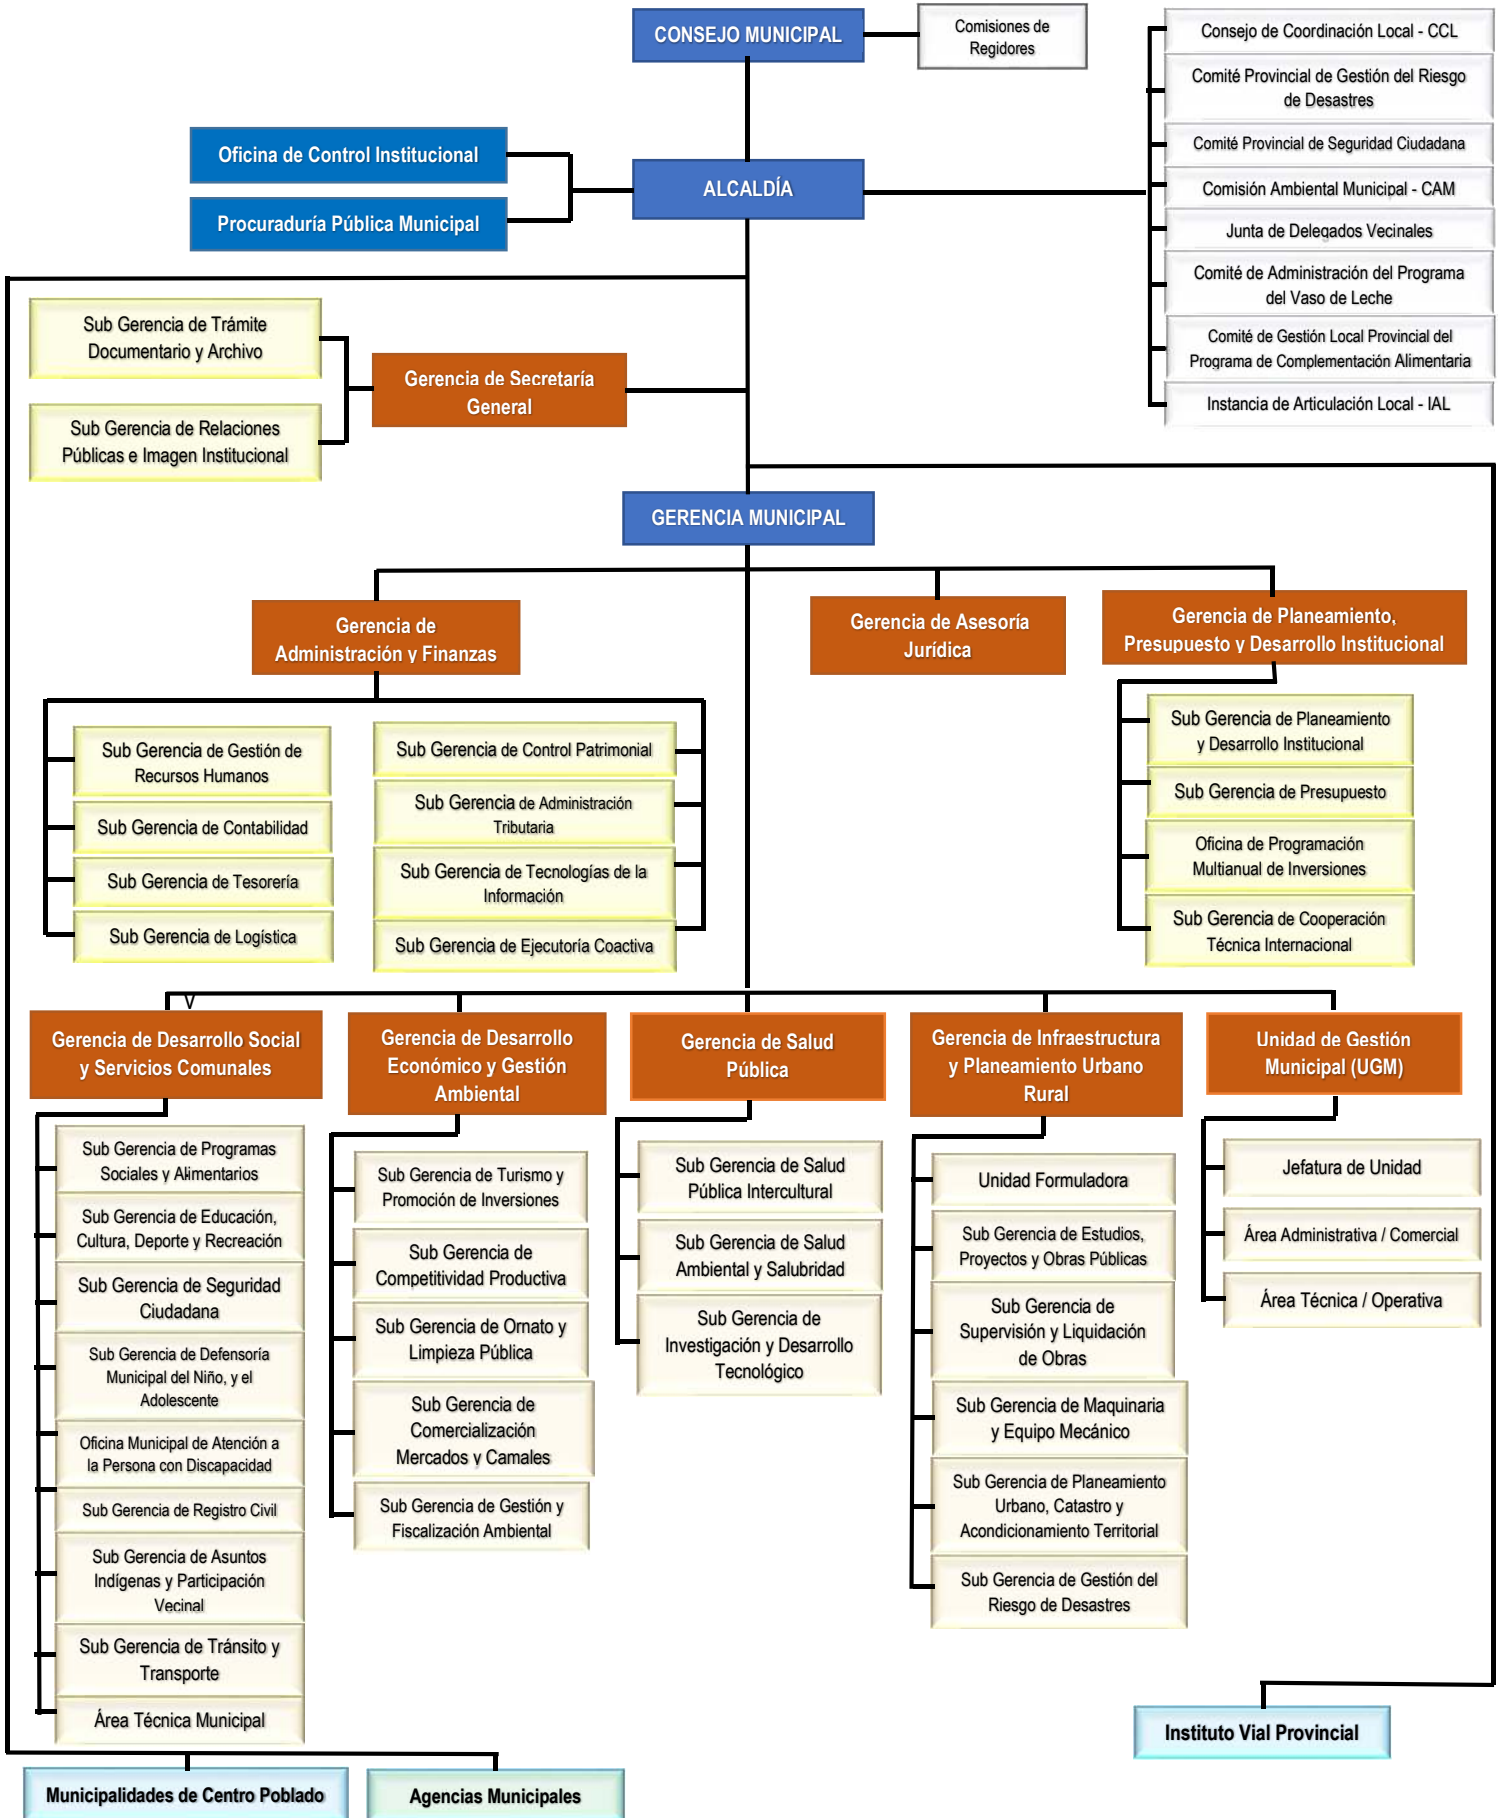 CONSEJO MUNICIPAL
Comisiones de
Regidores
Consejo de Coordinación Local - CCL
Comité Provincial de Gestión del Riesgo
de Desastres
Comité Provincial de Seguridad Ciudadana
Comisión Ambiental Municipal - CAM
Junta de Delegados Vecinales
Comité de Administración del Programa
del Vaso de Leche
Comité de Gestión Local Provincial del
Programa de Complementación Alimentaria
Instancia de Articulación Local - IAL
Oficina de Control Institucional
Procuraduría Pública Municipal
ALCALDÍA
Sub Gerencia de Trámite
Documentario y Archivo
Sub Gerencia de Relaciones
Públicas e Imagen Institucional
Gerencia de Secretaría
General
GERENCIA MUNICIPAL
Gerencia de
Administración y Finanzas
Gerencia de Asesoría
Jurídica
Gerencia de Planeamiento,
Presupuesto y Desarrollo Institucional
Sub Gerencia de Gestión de
Recursos Humanos
Sub Gerencia de Contabilidad
Sub Gerencia de Tesorería
Sub Gerencia de Logística
Sub Gerencia de Control Patrimonial
Sub Gerencia de Administración
Tributaria
Sub Gerencia de Tecnologías de la
Información
Sub Gerencia de Ejecutoría Coactiva
Sub Gerencia de Planeamiento
y Desarrollo Institucional
Sub Gerencia de Presupuesto
Oficina de Programación
Multianual de Inversiones
Sub Gerencia de Cooperación
Técnica Internacional
V
Gerencia de Desarrollo Social
y Servicios Comunales
Sub Gerencia de Programas
Sociales y Alimentarios
Sub Gerencia de Educación,
Cultura, Deporte y Recreación
Sub Gerencia de Seguridad
Ciudadana
Sub Gerencia de Defensoría
Municipal del Niño, y el
Adolescente
Oficina Municipal de Atención a
la Persona con Discapacidad
Sub Gerencia de Registro Civil
Sub Gerencia de Asuntos
Indígenas y Participación
Vecinal
Sub Gerencia de Tránsito y
Transporte
Área Técnica Municipal
Gerencia de Desarrollo
Económico y Gestión
Ambiental
Sub Gerencia de Turismo y
Promoción de Inversiones
Sub Gerencia de
Competitividad Productiva
Sub Gerencia de Ornato y
Limpieza Pública
Sub Gerencia de
Comercialización
Mercados y Camales
Sub Gerencia de Gestión y
Fiscalización Ambiental
Gerencia de Salud
Pública
Sub Gerencia de Salud
Pública Intercultural
Sub Gerencia de Salud
Ambiental y Salubridad
Sub Gerencia de
Investigación y Desarrollo
Tecnológico
Gerencia de Infraestructura
y Planeamiento Urbano
Rural
Unidad Formuladora
Sub Gerencia de Estudios,
Proyectos y Obras Públicas
Sub Gerencia de
Supervisión y Liquidación
de Obras
Sub Gerencia de Maquinaria
y Equipo Mecánico
Sub Gerencia de Planeamiento
Urbano, Catastro y
Acondicionamiento Territorial
Sub Gerencia de Gestión del
Riesgo de Desastres
Unidad de Gestión
Municipal (UGM)
Jefatura de Unidad
Área Administrativa / Comercial
Área Técnica / Operativa
Instituto Vial Provincial
Municipalidades de Centro Poblado
Agencias Municipales